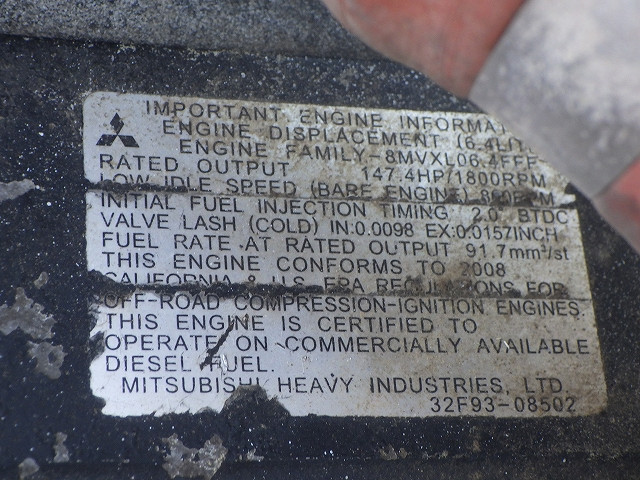 IMPORTANT ENGINE INFORMAT
ENGINE DISPLACEMENT (6.4LIT
ENGINE FAMILY-8MVXL06.4FFF
RATED OUTPUT 147.4HP/1800RPM
LOW IDLE SPEED (BARE ENGINE)
INITIAL FUEL INJECTION TIMING 2.0° BTDC
VALVE LASH (COLD) IN:0.0098 EX:0.0157INCH
FUEL RATE AT RATED OUTPUT 91.7mm³/st
THIS ENGINE CONFORMS TO 2008
CALIFORNIA & U.S. EPA REGULATIONS FOR
OFF-ROAD COMPRESSION-IGNITION ENGINES.
THIS ENGINE IS CERTIFIED TO
OPERATE ON COMMERCIALLY AVAILABLE
DIESEL FUEL.
MITSUBISHI HEAVY INDUSTRIES, LTD.
32F93-08502